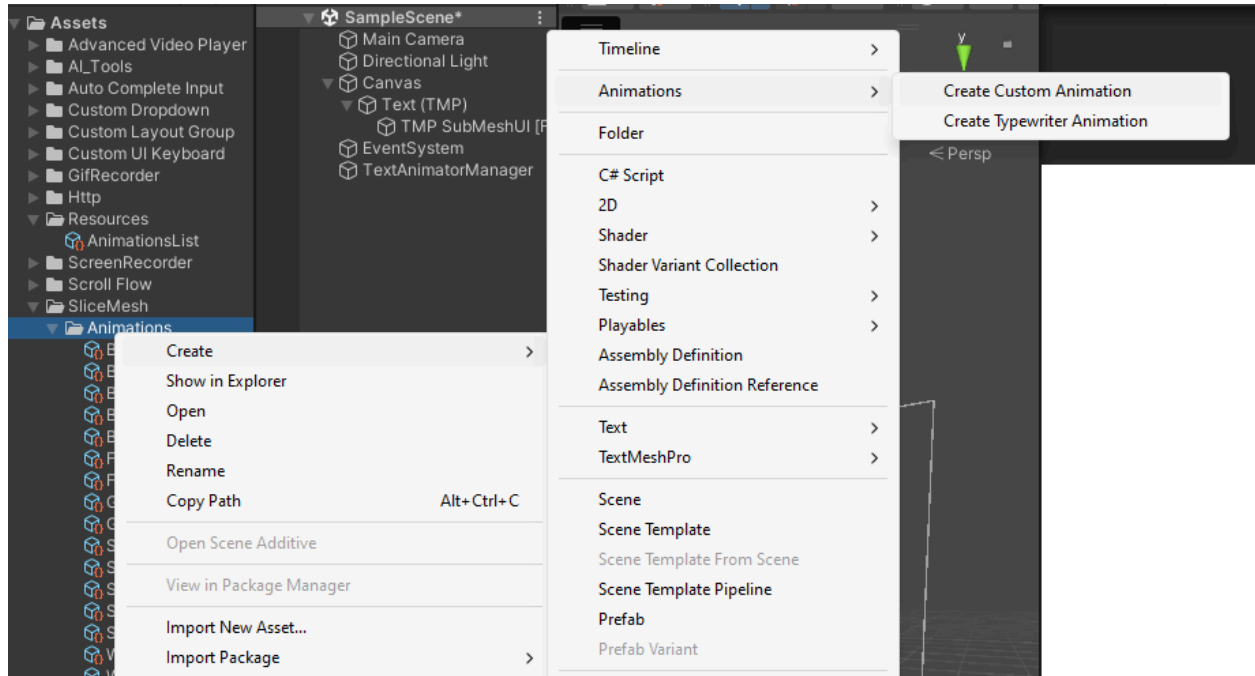 Assets
Advanced Video Player
AI_Tools
Auto Complete Input
Custom Dropdown
Custom Layout Group
Custom UI Keyboard
GifRecorder
Http
Resources
AnimationsList
ScreenRecorder
Scroll Flow
SliceMesh
Animations
SampleScene*
Main Camera
Directional Light
Canvas
Text (TMP)
TMP SubMeshUI [F
EventSystem
TextAnimatorManager
Create
Show in Explorer
Open
Delete
Rename
Copy Path Alt+Ctrl+C
Open Scene Additive
View in Package Manager
Import New Asset...
Import Package
Timeline
Animations
Folder
C# Script
2D
Shader
Shader Variant Collection
Testing
Playables
Assembly Definition
Assembly Definition Reference
Text
TextMeshPro
Scene
Scene Template
Scene Template From Scene
Scene Template Pipeline
Prefab
Prefab Variant
Create Custom Animation
Create Typewriter Animation
y
Persp